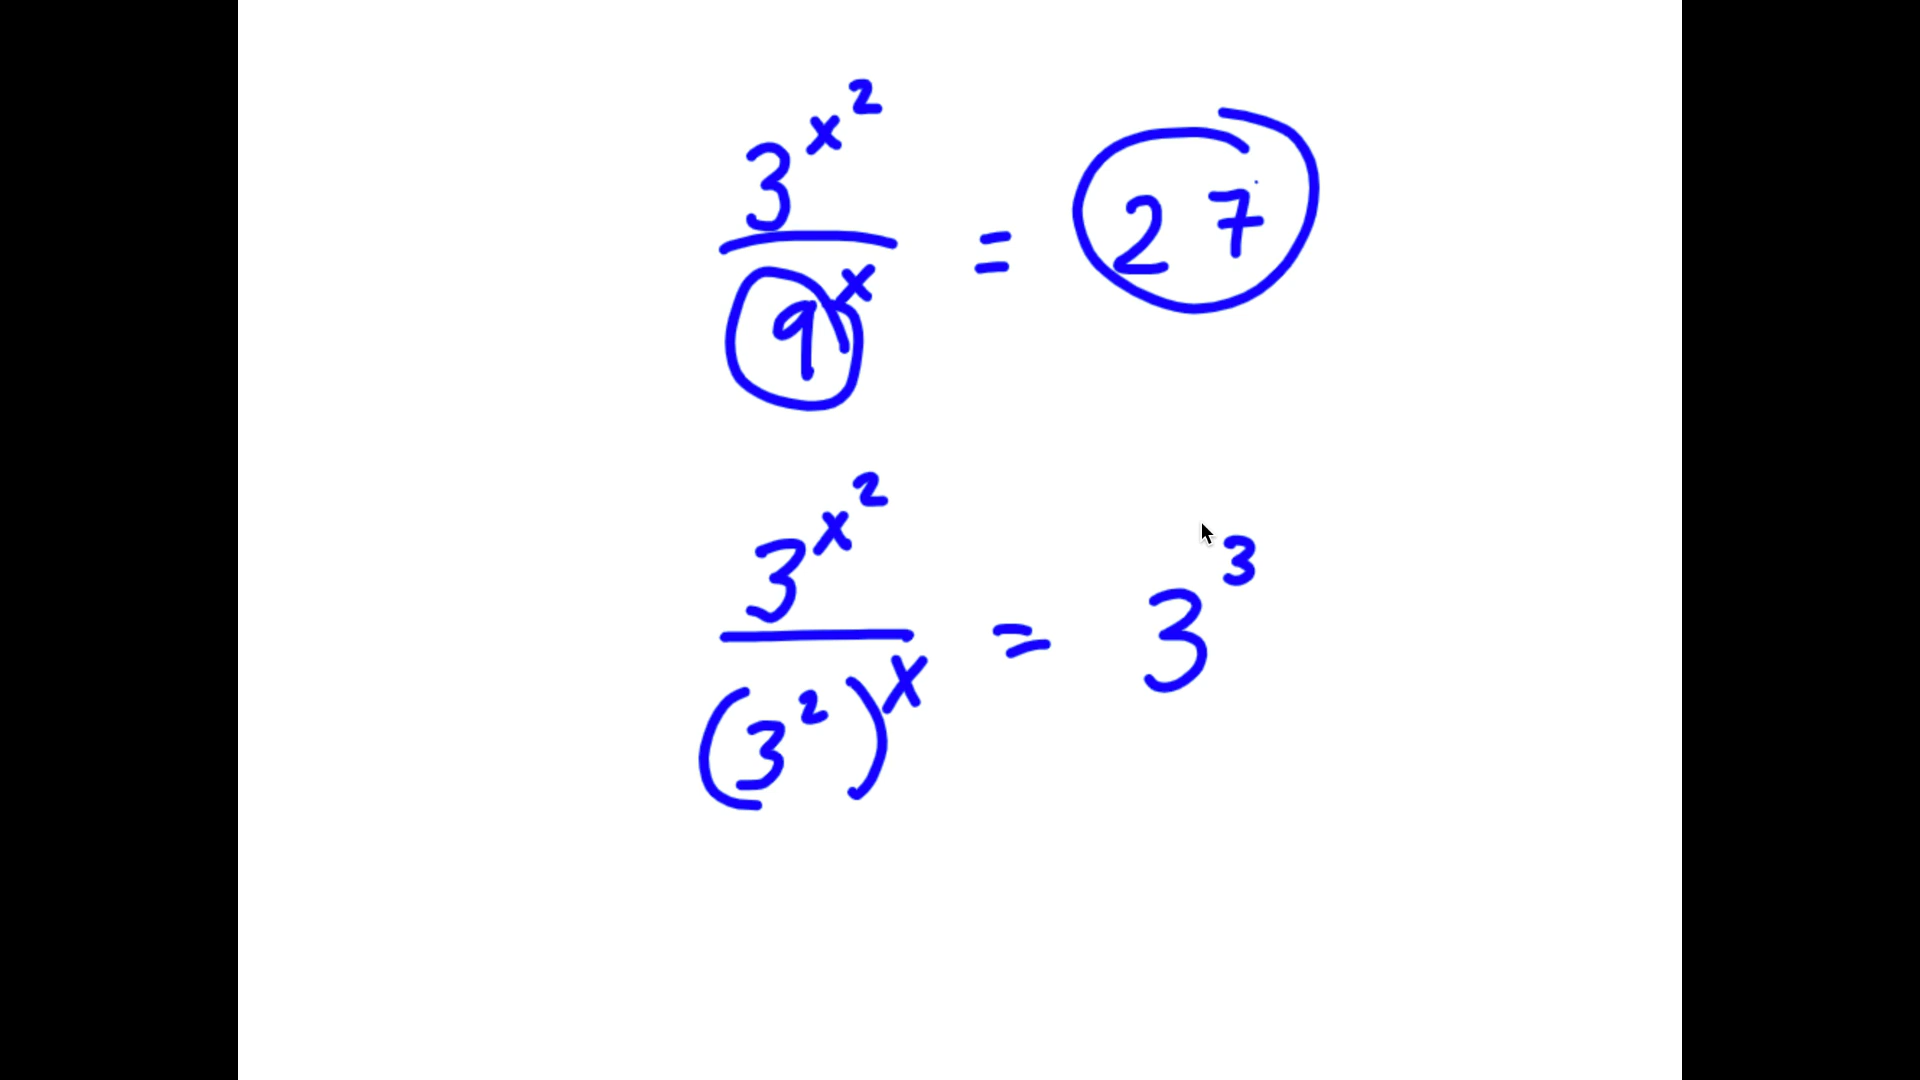 3^{x^2} / 9^x = 27
3^{x^2} / (3^2)^x = 3^3